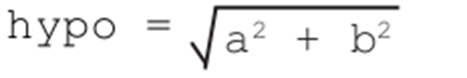 hypo = √a² + b²